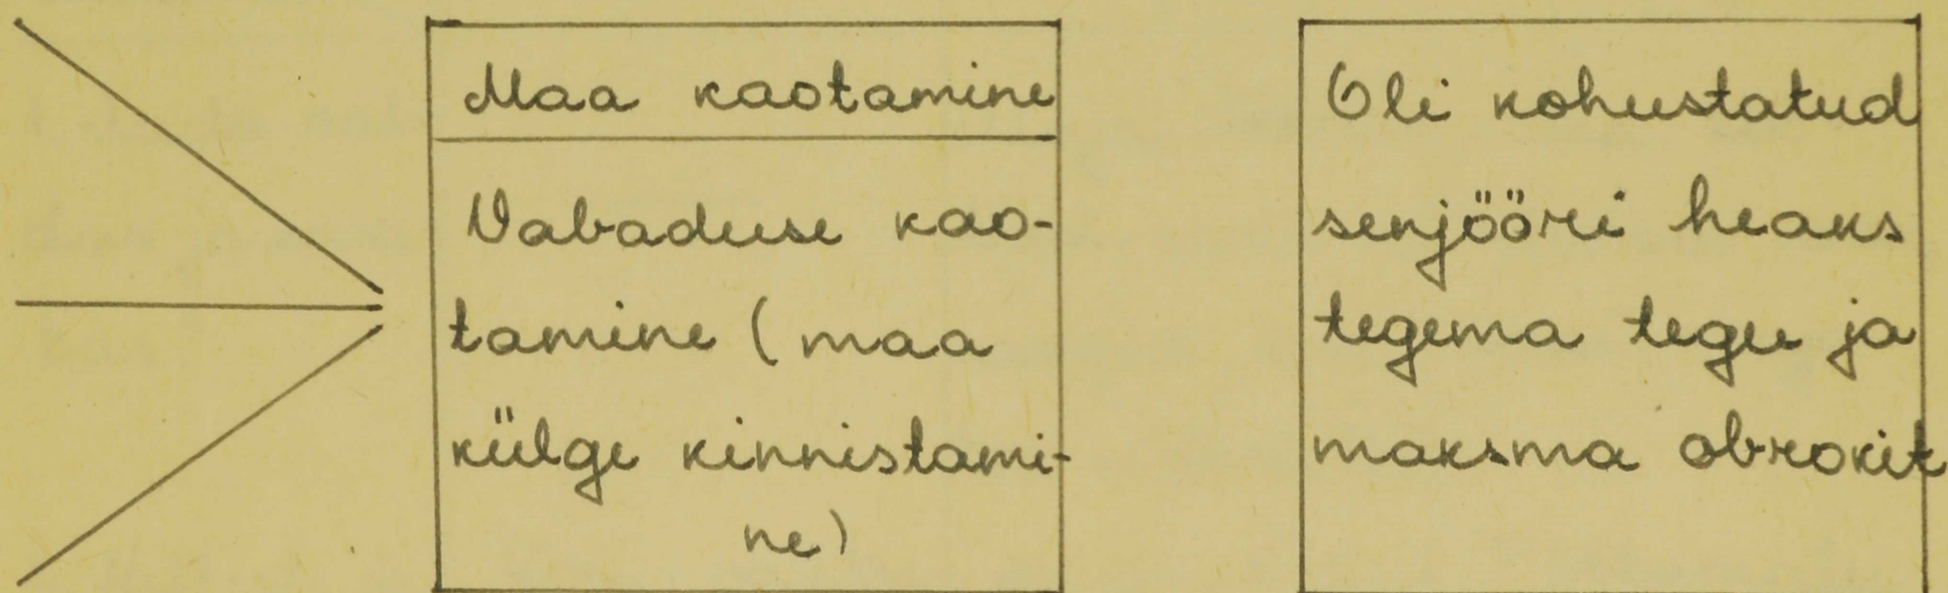 Maa kaotamine
Vabaduse kao-
tamine (maa
külge kinnistami-
ne)
Oli kohustatud
senjööri heaks
tegema tegu ja
maksma obrokit